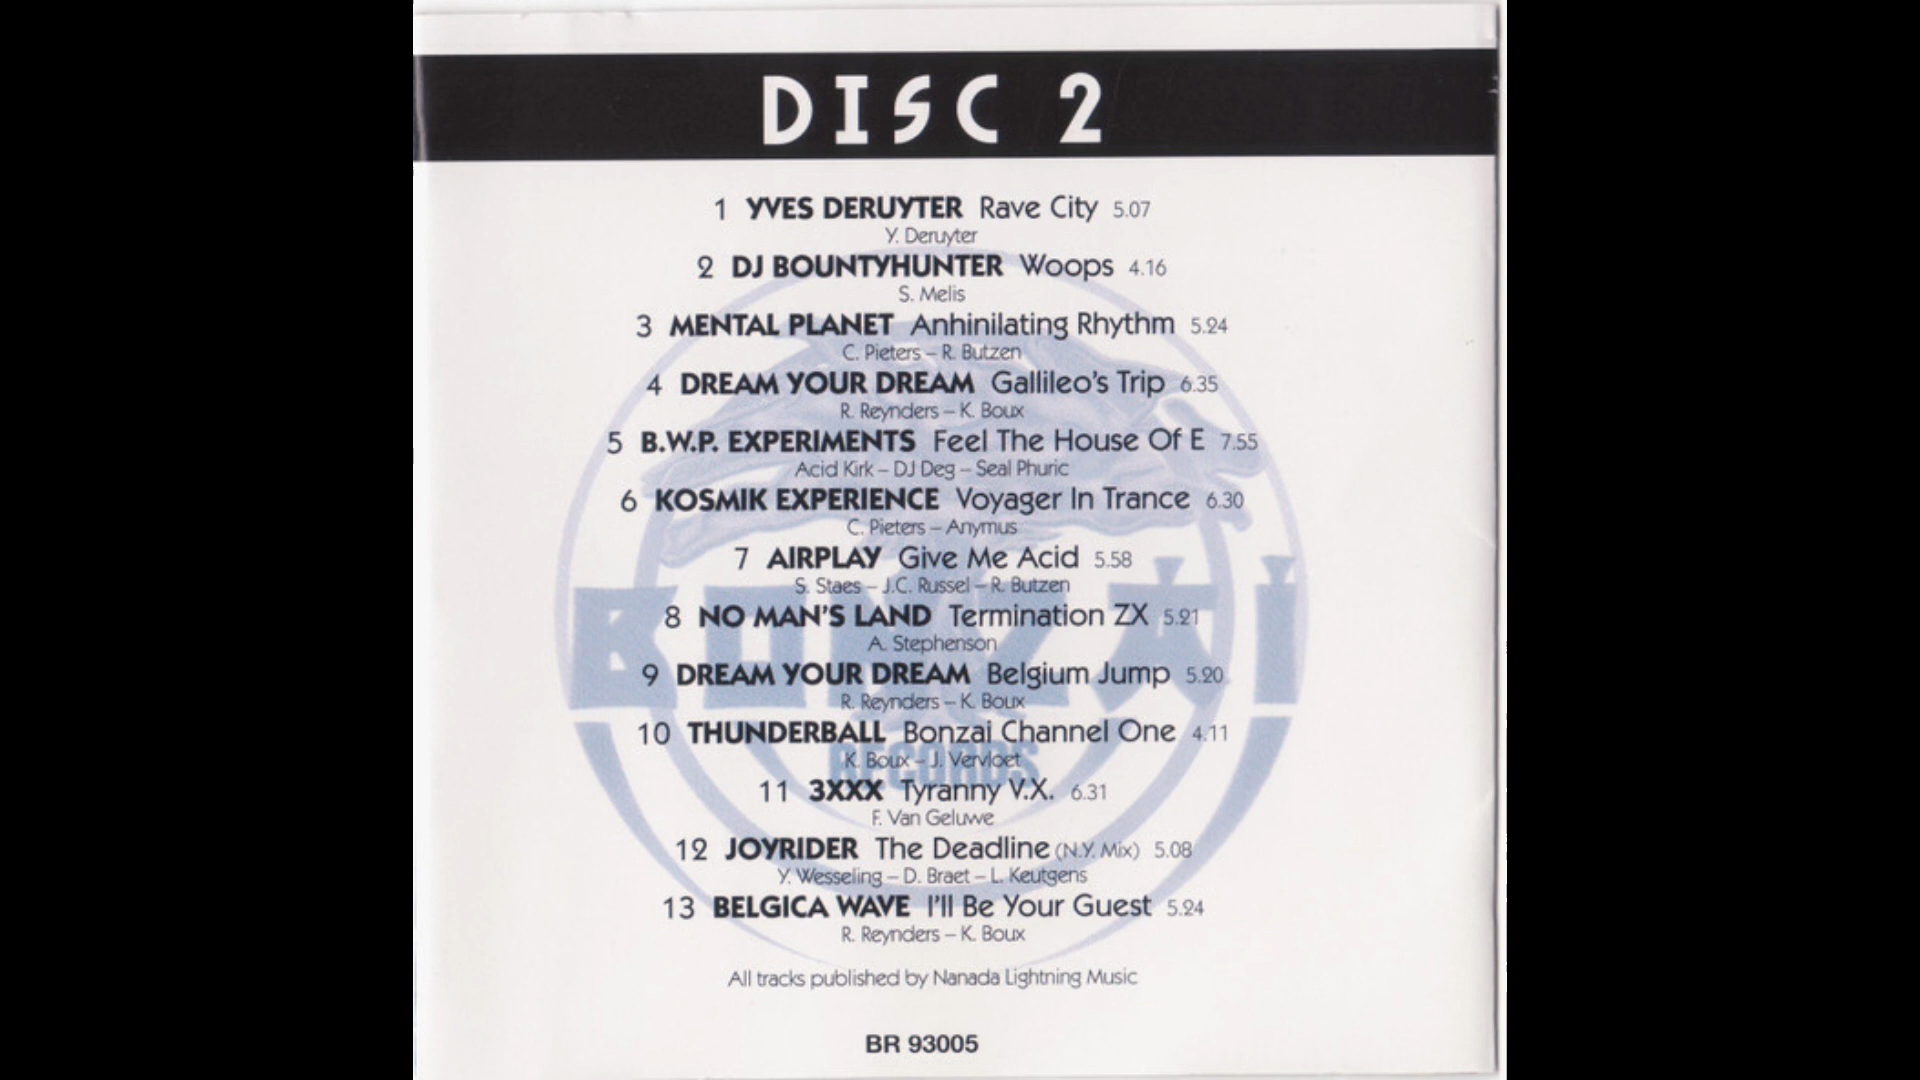 DISC 2
1 YVES DERUYTER Rave City 5.07
Y. Deruyter
2 DJ BOUNTYHUNTER Woops 4.16
S. Melis
3 MENTAL PLANET Anhinilating Rhythm 5.24
C. Pieters – R. Butzen
4 DREAM YOUR DREAM Gallileo's Trip 6.35
R. Reynders – K. Boux
5 B.W.P. EXPERIMENTS Feel The House Of E 7.55
Acid Kirk – DJ Deg – Seal Phuric
6 KOSMIK EXPERIENCE Voyager In Trance 6.30
C. Pieters – Anymus
7 AIRPLAY Give Me Acid 5.58
S. Staes – J.C. Russel – R. Butzen
8 NO MAN'S LAND Termination ZX 5.21
A. Stephenson
9 DREAM YOUR DREAM Belgium Jump 5.20
R. Reynders – K. Boux
10 THUNDERBALL Bonzai Channel One 4.11
K. Boux – J. Vervloet
11 3XXX Tyranny V.X. 6.31
F. Van Geluwe
12 JOYRIDER The Deadline (N.Y. Mix) 5.08
Y. Wesseling – D. Braet – L. Keutgens
13 BELGICA WAVE I'll Be Your Guest 5.24
R. Reynders – K. Boux
All tracks published by Nanada Lightning Music
BR 93005
BONZAI
RECORDS